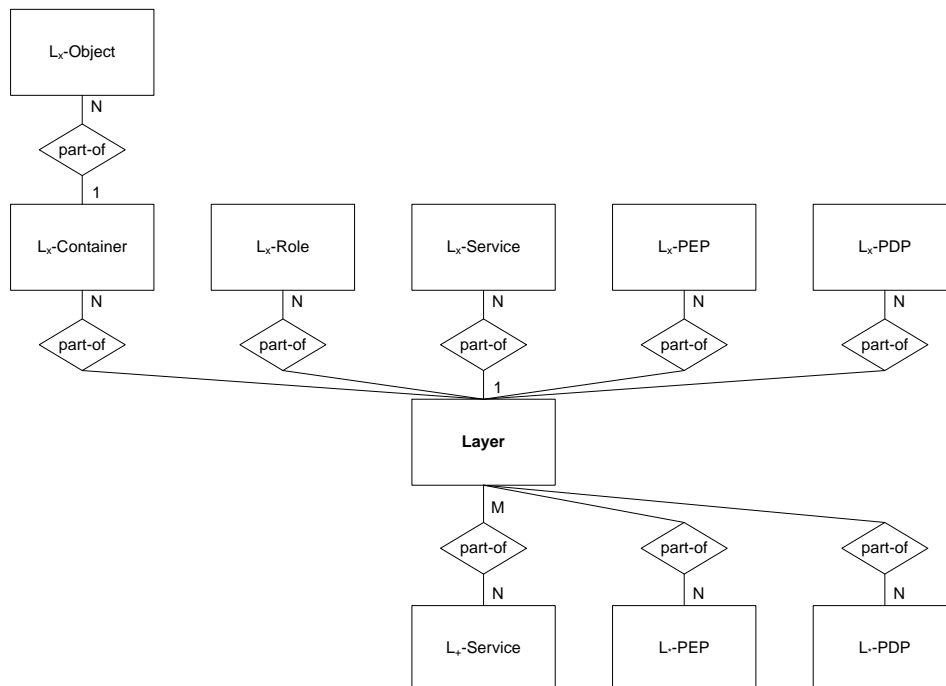 Lₓ-Object
N
part-of
1
Lₓ-Container
Lₓ-Role
Lₓ-Service
Lₓ-PEP
Lₓ-PDP
N
N
N
N
N
part-of
part-of
part-of
part-of
part-of
1
Layer
M
part-of
part-of
part-of
N
N
N
L₊-Service
L*-PEP
L*-PDP